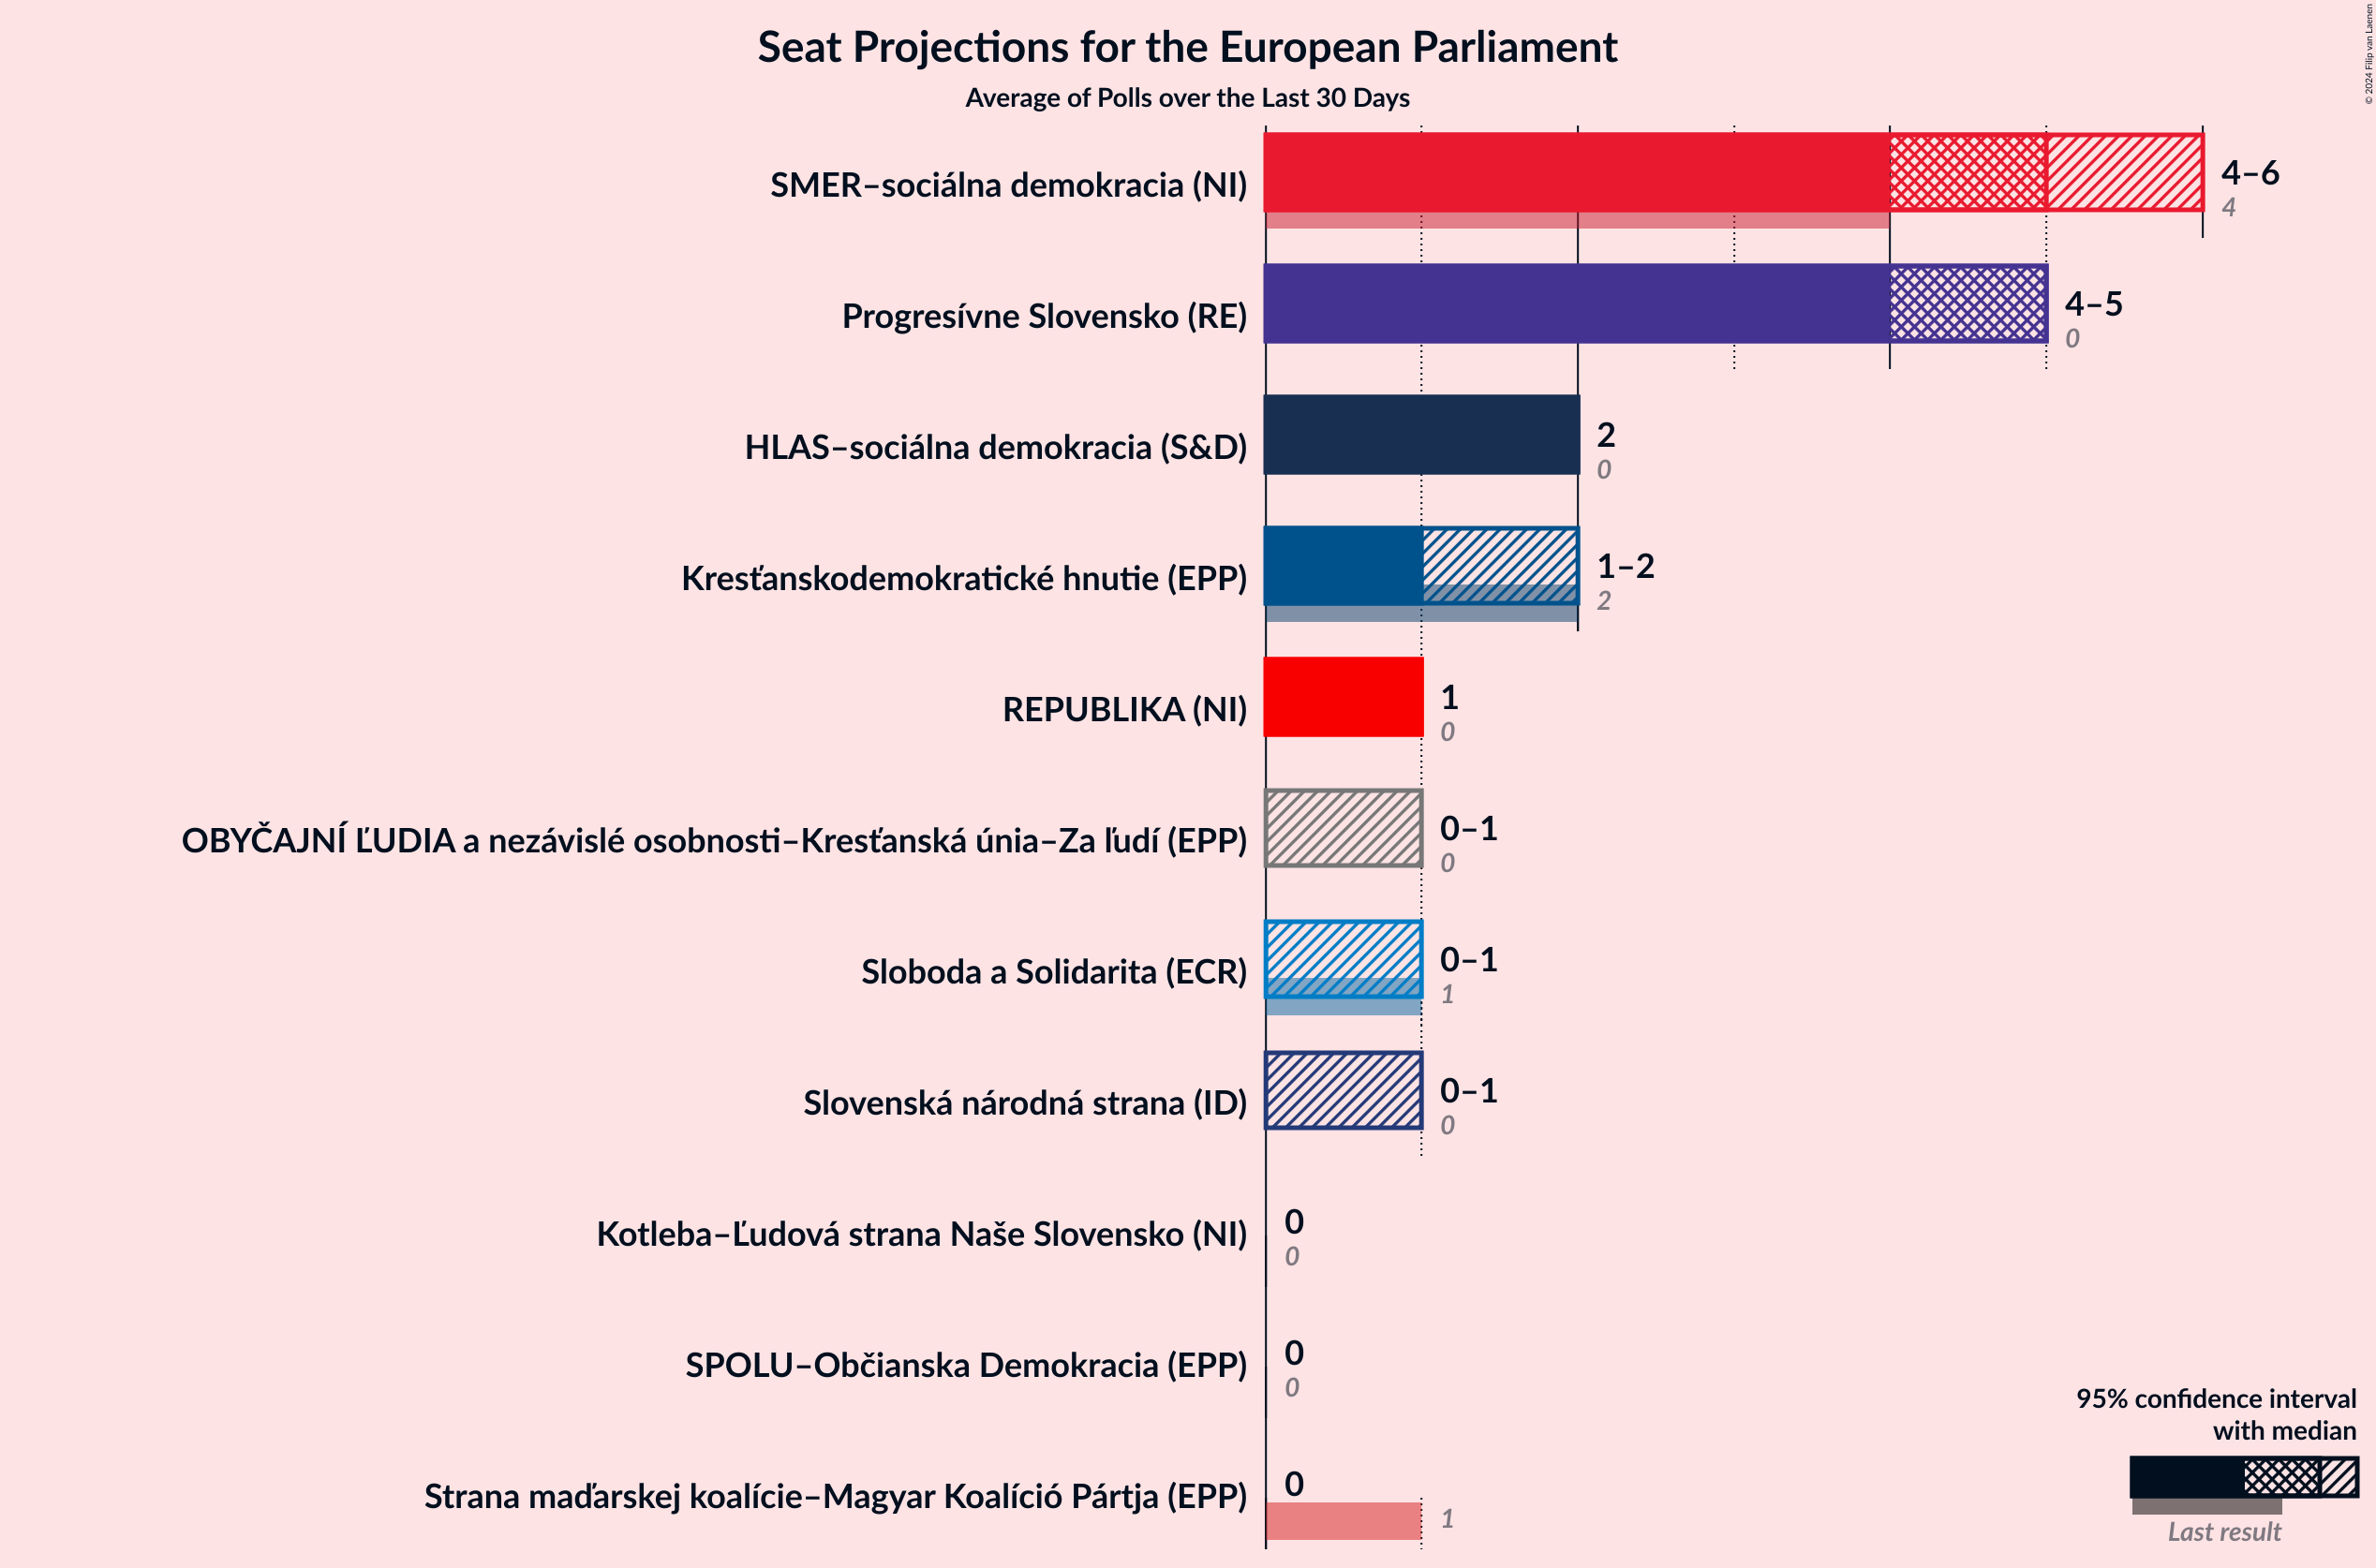 Seat Projections for the European Parliament
Average of Polls over the Last 30 Days
© 2024 Filip van Laenen
SMER–sociálna demokracia (NI)
4–6
4
Progresívne Slovensko (RE)
4–5
0
HLAS–sociálna demokracia (S&D)
2
0
Kresťanskodemokratické hnutie (EPP)
1–2
2
REPUBLIKA (NI)
1
0
OBYČAJNÍ ĽUDIA a nezávislé osobnosti–Kresťanská únia–Za ľudí (EPP)
0–1
0
Sloboda a Solidarita (ECR)
0–1
1
Slovenská národná strana (ID)
0–1
0
Kotleba–Ľudová strana Naše Slovensko (NI)
0
0
SPOLU–Občianska Demokracia (EPP)
0
0
Strana maďarskej koalície–Magyar Koalíció Pártja (EPP)
0
1
95% confidence interval
with median
Last result